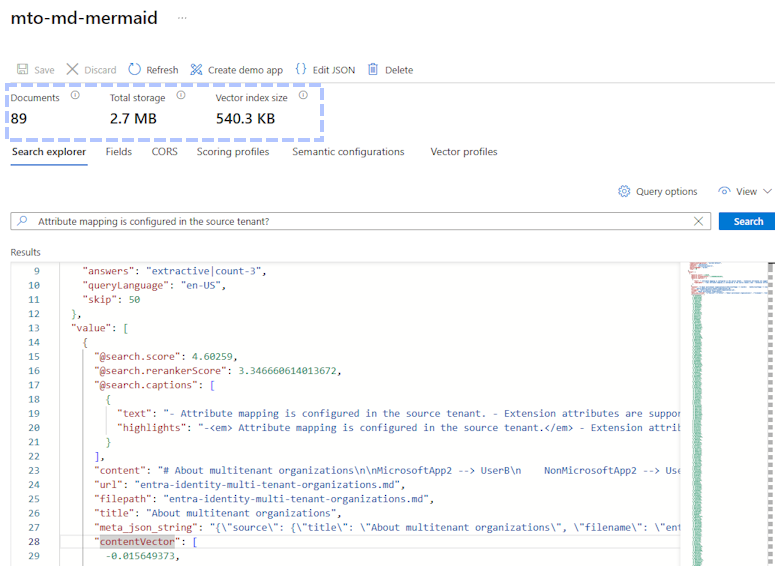 mto-md-mermaid ...
Save Discard Refresh Create demo app Edit JSON Delete
Documents Total storage Vector index size
89 2.7 MB 540.3 KB
Search explorer Fields CORS Scoring profiles Semantic configurations Vector profiles
Query options View
Attribute mapping is configured in the source tenant? Search
Results
9 "answers": "extractive|count-3",
10 "queryLanguage": "en-US",
11 "skip": 50
12 },
13 "value": [
14 {
15 "@search.score": 4.60259,
16 "@search.rerankerScore": 3.346660614013672,
17 "@search.captions": [
18 {
19 "text": "- Attribute mapping is configured in the source tenant. - Extension attributes are suppor
20 "highlights": "-<em> Attribute mapping is configured in the source tenant.</em> - Extension attrib
21 }
22 ],
23 "content": "# About multitenant organizations\n\nMicrosoftApp2 --> UserB\n    NonMicrosoftApp2 --> Use
24 "url": "entra-identity-multi-tenant-organizations.md",
25 "filepath": "entra-identity-multi-tenant-organizations.md",
26 "title": "About multitenant organizations",
27 "meta_json_string": "{\"source\": {\"title\": \"About multitenant organizations\", \"filename\": \"ent
28 "contentVector": [
29 -0.015649373,